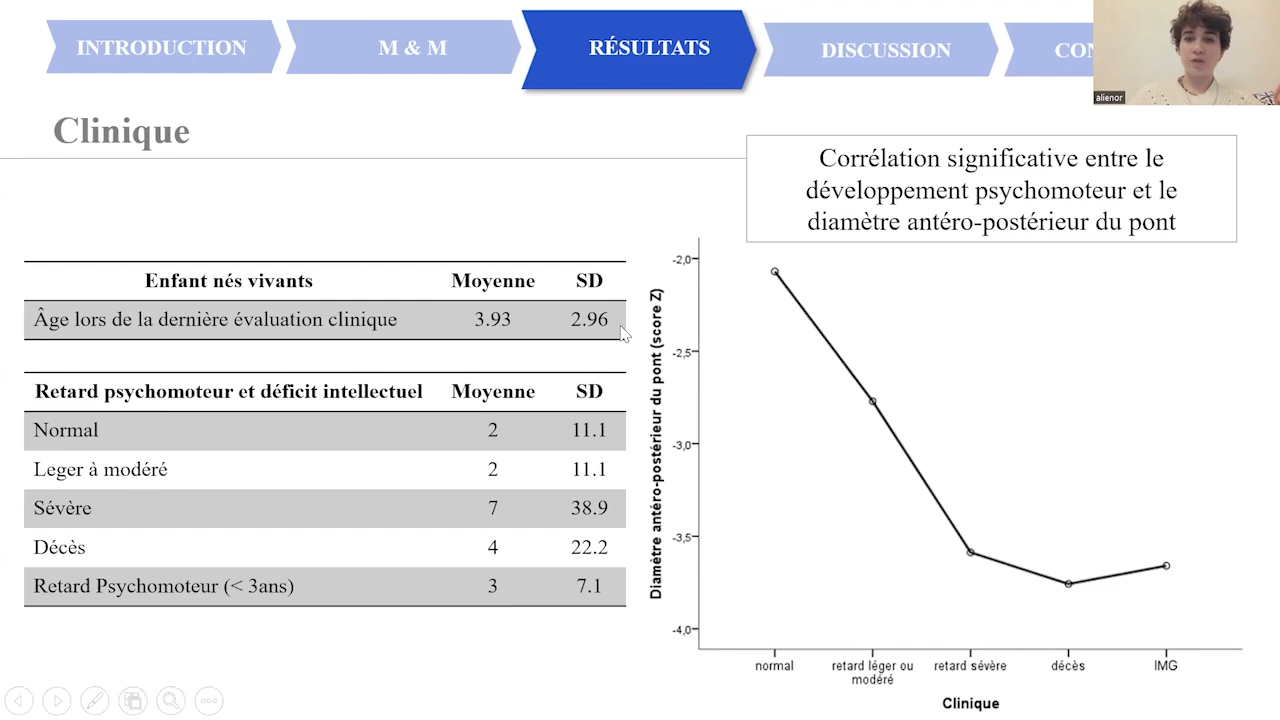 INTRODUCTION
M & M
RÉSULTATS
DISCUSSION
CON
alienor
Clinique
Corrélation significative entre le
développement psychomoteur et le
diamètre antéro-postérieur du pont
Enfant nés vivants Moyenne SD
Âge lors de la dernière évaluation clinique 3.93 2.96
Retard psychomoteur et déficit intellectuel Moyenne SD
Normal 2 11.1
Leger à modéré 2 11.1
Sévère 7 38.9
Décès 4 22.2
Retard Psychomoteur (< 3ans) 3 7.1
Diamètre antéro-postérieur du pont (score Z)
-2,0
-2,5
-3,0
-3,5
-4,0
normal
retard léger ou
modéré
retard sévère
décès
IMG
Clinique